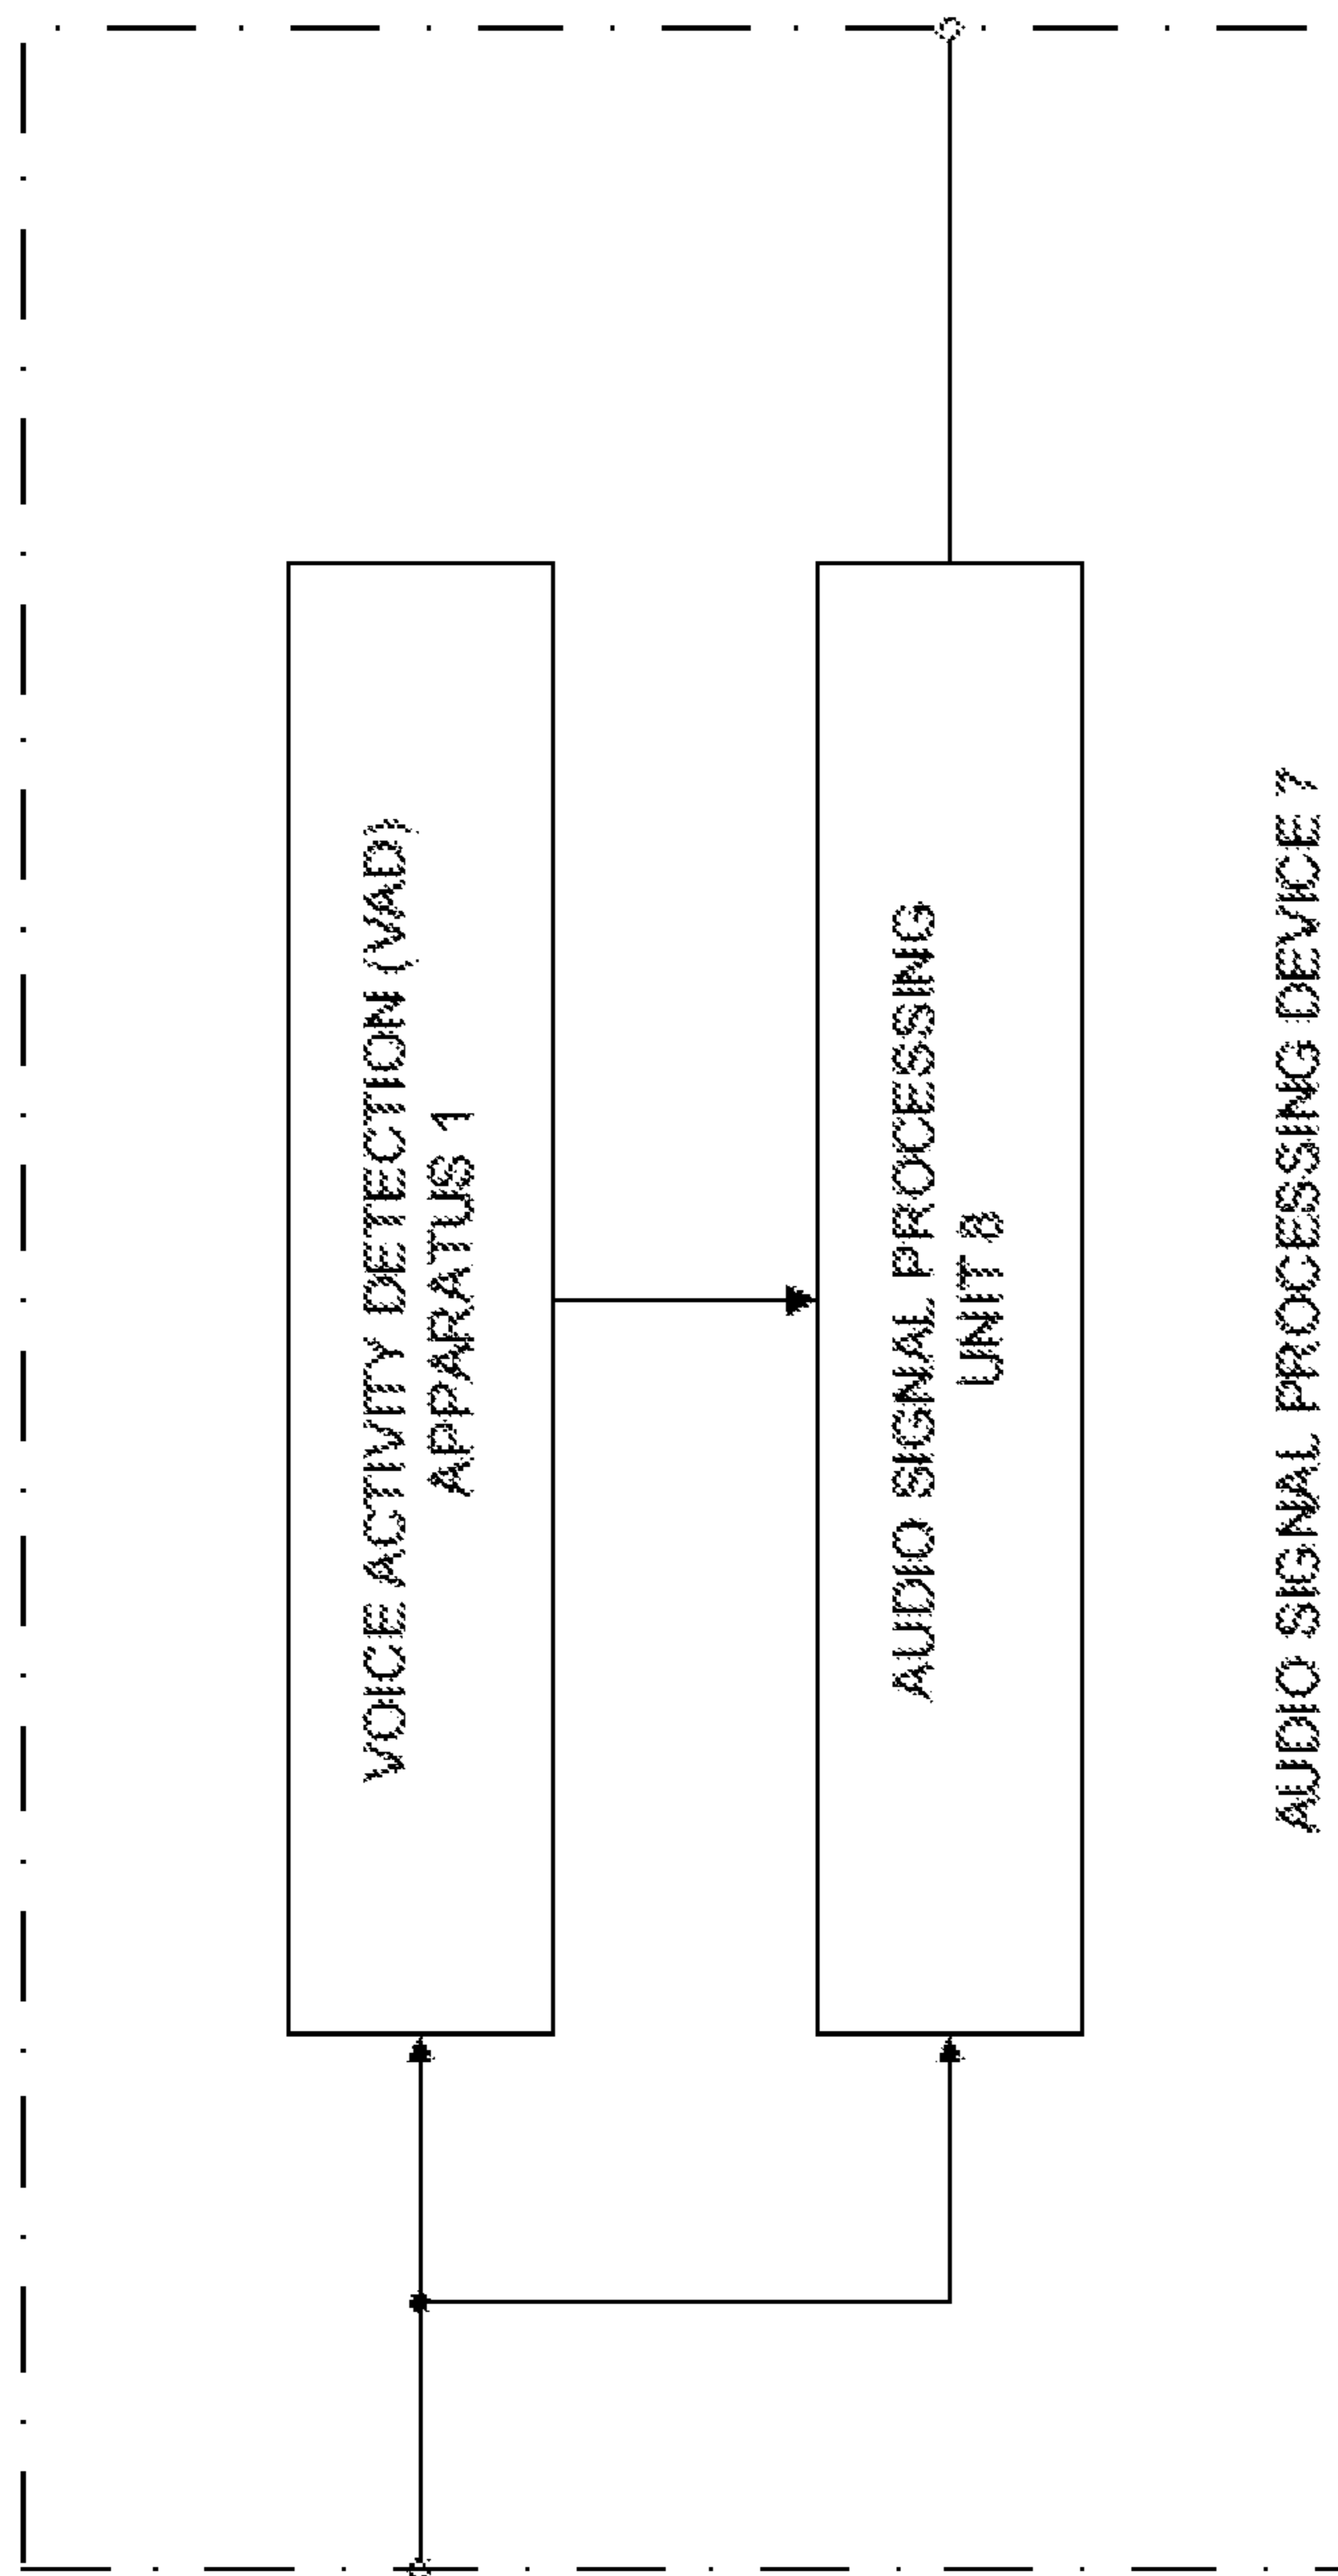 VOICE ACTIVITY DETECTION (VAD)
APPARATUS 1
AUDIO SIGNAL PROCESSING
UNIT 8
AUDIO SIGNAL PROCESSING DEVICE 7